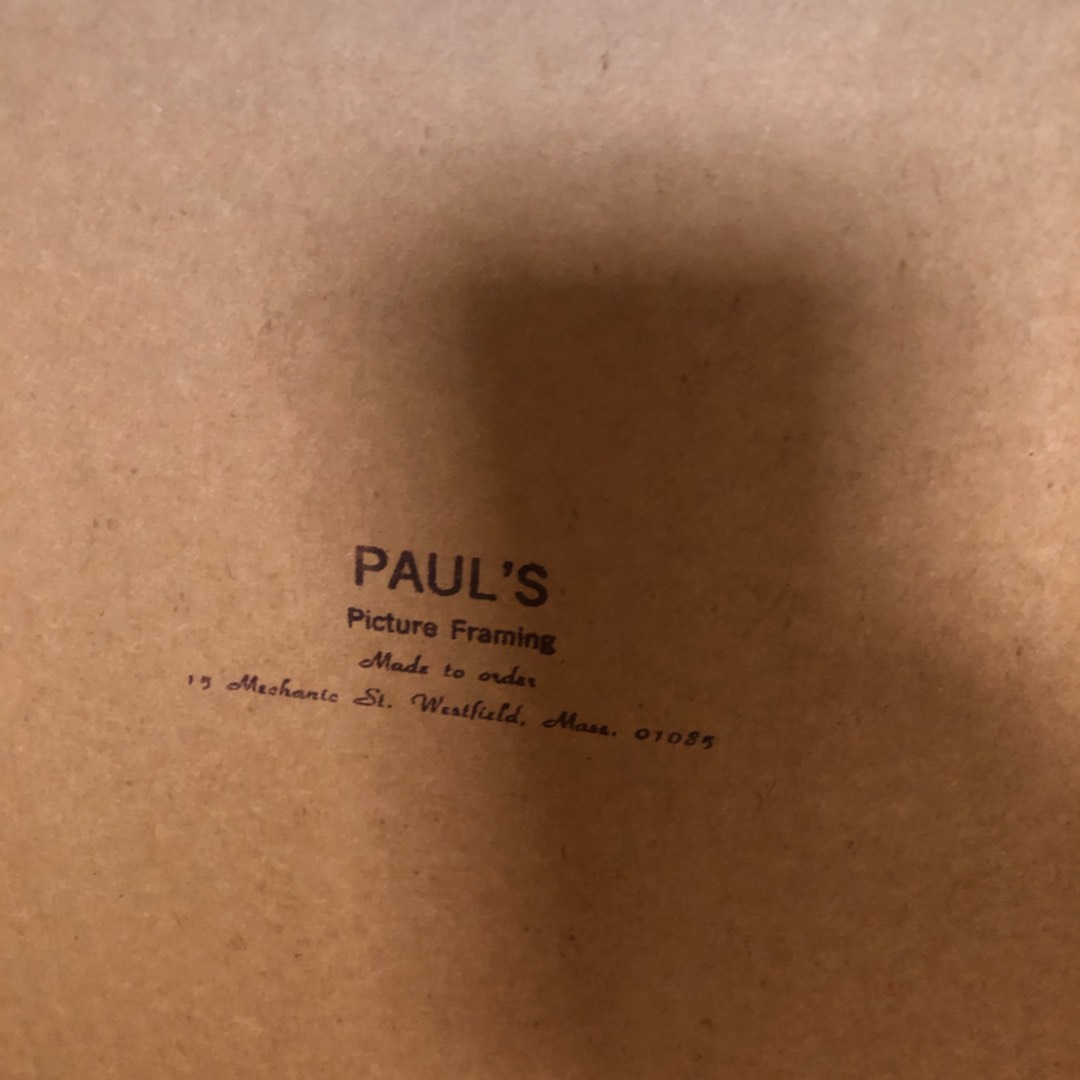 PAUL'S
Picture Framing
Made to order
15 Mechanic St. Westfield, Mass. 01085